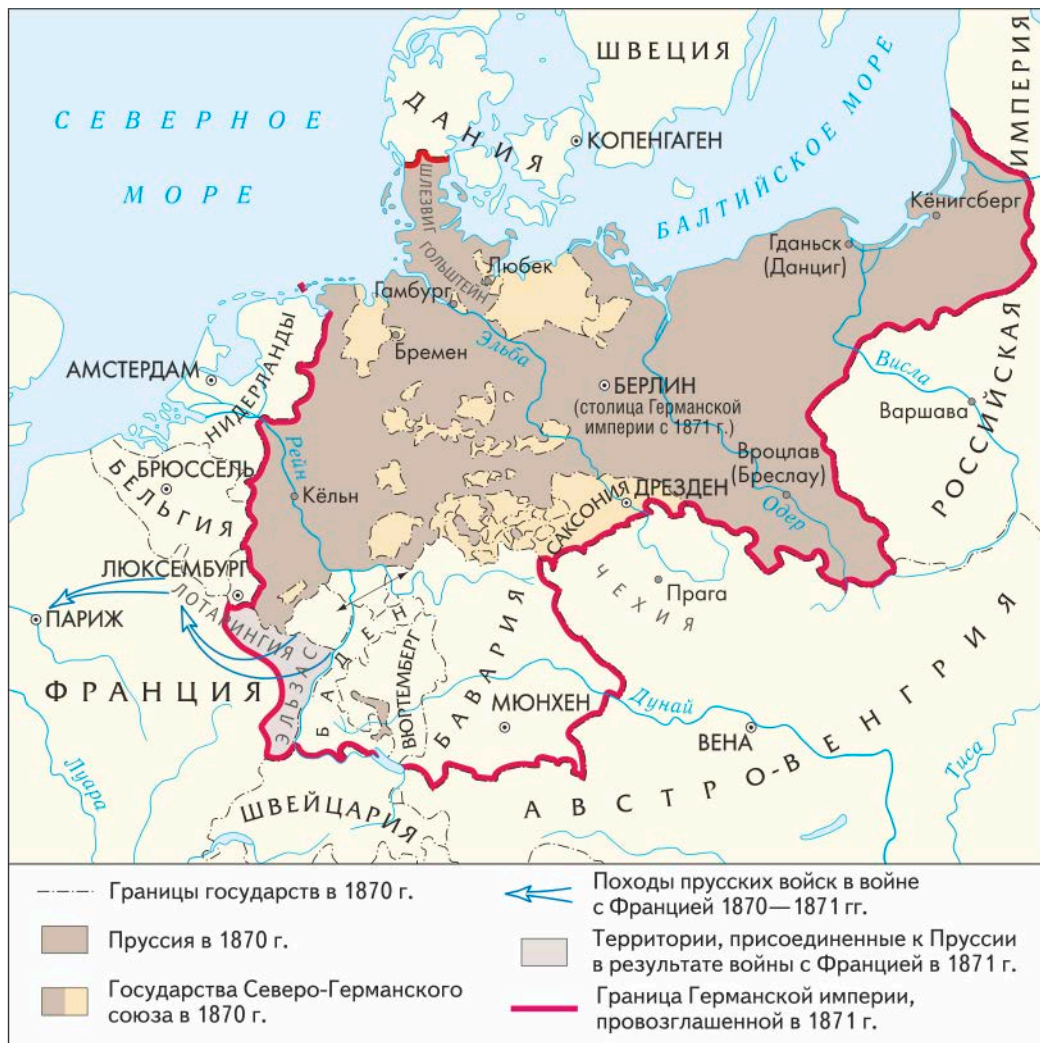 ШВЕЦИЯ
ДАНИЯ
СЕВЕРНОЕ
МОРЕ
КОПЕНГАГЕН
БАЛТИЙСКОЕ МОРЕ
ИМПЕРИЯ
РОССИЙСКАЯ
ШЛЕЗВИГ
ГОЛЬШТЕЙН
Кёнигсберг
Гданьск
(Данциг)
Любек
Гамбург
Бремен
Эльба
АМСТЕРДАМ
НИДЕРЛАНДЫ
БЕРЛИН
(столица Германской
империи с 1871 г.)
Висла
Варшава
БРЮССЕЛЬ
БЕЛЬГИЯ
Рейн
Кёльн
Вроцлав
(Бреслау)
Одер
САКСОНИЯ
ДРЕЗДЕН
ЛЮКСЕМБУРГ
ЛОТАРИНГИЯ
ПАРИЖ
ЧЕХИЯ
Прага
ФРАНЦИЯ
ЭЛЬЗАС
БАДЕН
ВЮРТЕМБЕРГ
БАВАРИЯ
МЮНХЕН
Дунай
ВЕНА
АВСТРО-ВЕНГРИЯ
Тиса
Луара
ШВЕЙЦАРИЯ
Границы государств в 1870 г.
Пруссия в 1870 г.
Государства Северо-Германского
союза в 1870 г.
Походы прусских войск в войне
с Францией 1870—1871 гг.
Территории, присоединенные к Пруссии
в результате войны с Францией в 1871 г.
Граница Германской империи,
провозглашенной в 1871 г.